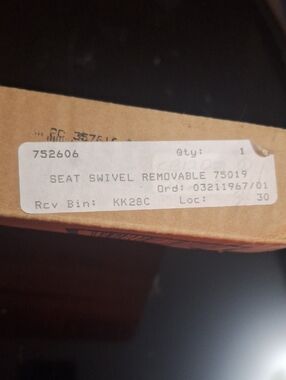 752606 Qty: 1
SEAT SWIVEL REMOVABLE 75019
Ord: 03211967/01
Rcv Bin: KK28C Loc: 30